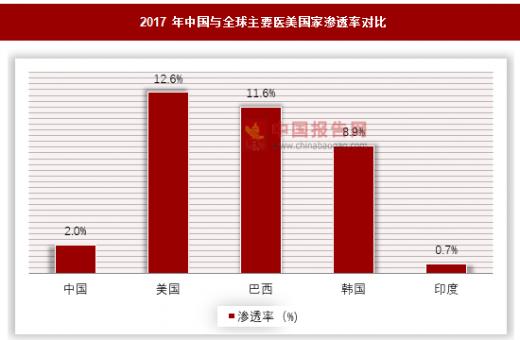 2017 年中国与全球主要医美国家渗透率对比
12.6%
11.6%
8.9%
2.0%
0.7%
中国报告网
www.chinabaogao.com
中国 美国 巴西 韩国 印度
渗透率 (%)